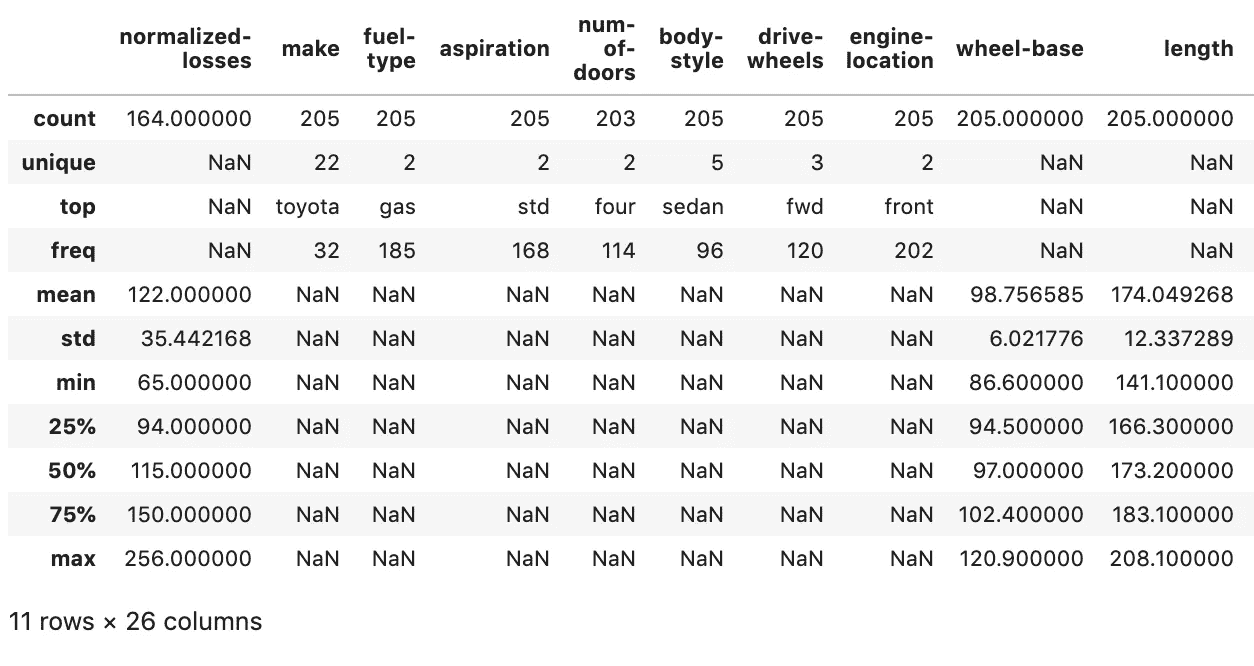 normalized-losses make fuel-type aspiration num-of-doors body-style drive-wheels engine-location wheel-base length
count 164.000000 205 205 205 203 205 205 205 205.000000 205.000000
unique NaN 22 2 2 2 5 3 2 NaN NaN
top NaN toyota gas std four sedan fwd front NaN NaN
freq NaN 32 185 168 114 96 120 202 NaN NaN
mean 122.000000 NaN NaN NaN NaN NaN NaN NaN 98.756585 174.049268
std 35.442168 NaN NaN NaN NaN NaN NaN NaN 6.021776 12.337289
min 65.000000 NaN NaN NaN NaN NaN NaN NaN 86.600000 141.100000
25% 94.000000 NaN NaN NaN NaN NaN NaN NaN 94.500000 166.300000
50% 115.000000 NaN NaN NaN NaN NaN NaN NaN 97.000000 173.200000
75% 150.000000 NaN NaN NaN NaN NaN NaN NaN 102.400000 183.100000
max 256.000000 NaN NaN NaN NaN NaN NaN NaN 120.900000 208.100000
11 rows × 26 columns